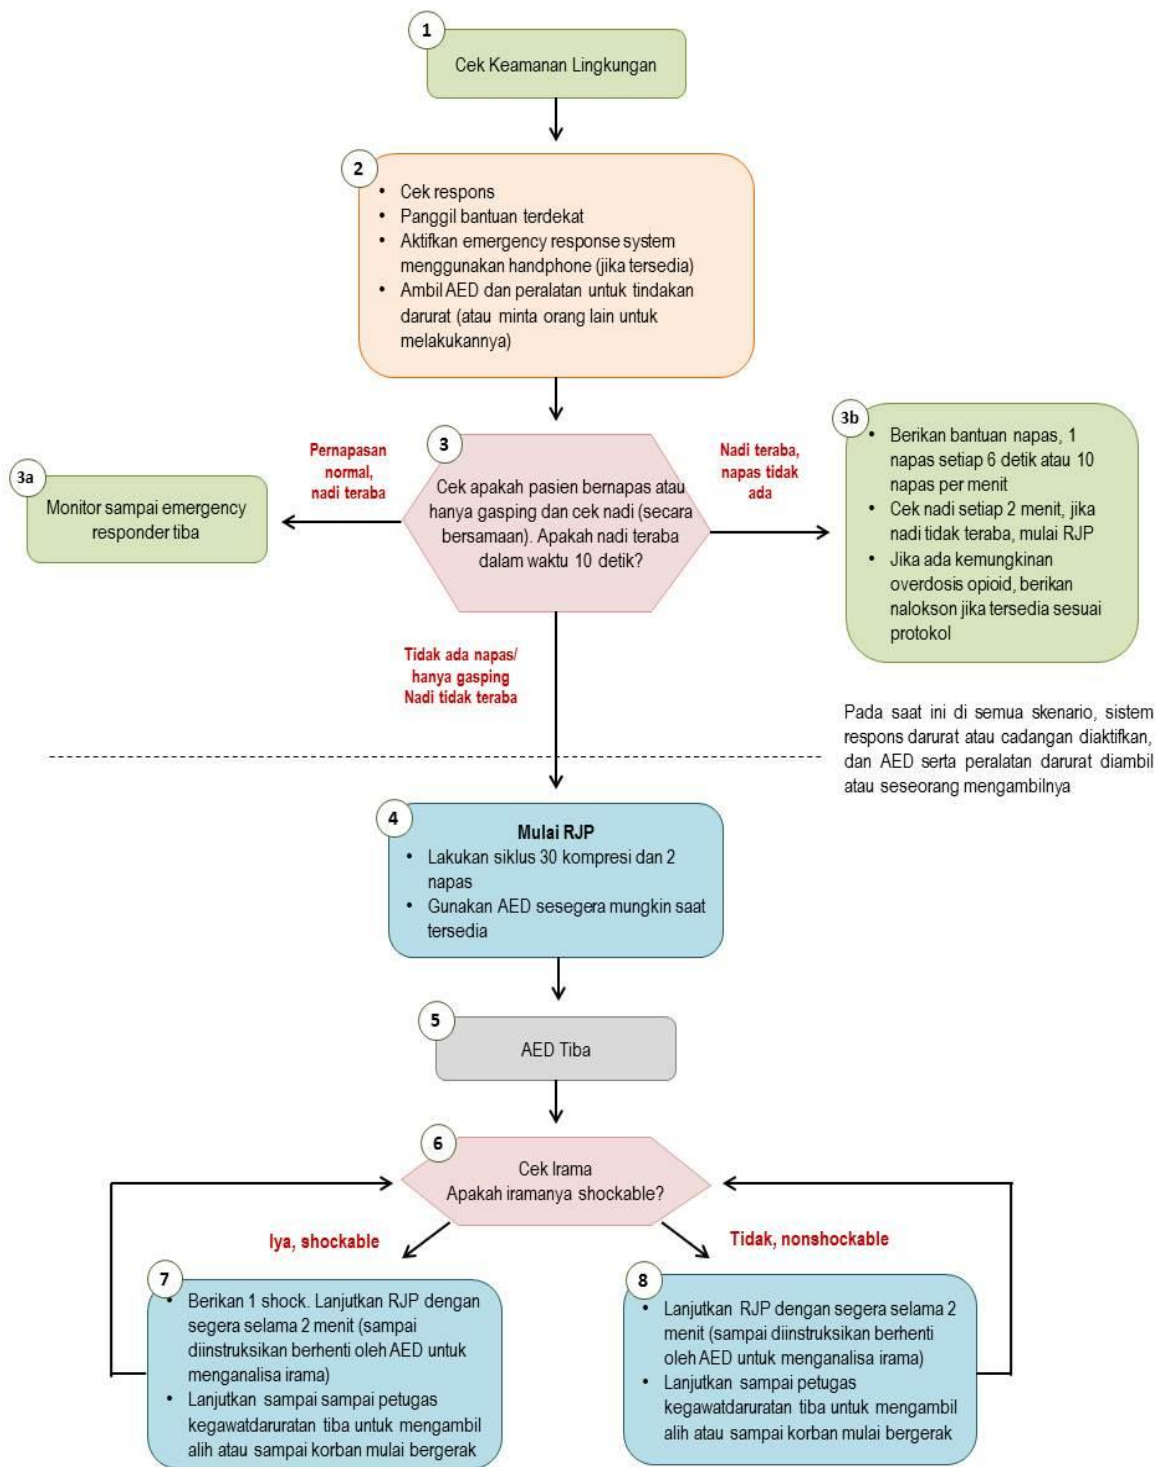 1
Cek Keamanan Lingkungan
2
• Cek respons
• Panggil bantuan terdekat
• Aktifkan emergency response system
menggunakan handphone (jika tersedia)
• Ambil AED dan peralatan untuk tindakan
darurat (atau minta orang lain untuk
melakukannya)
3a
Monitor sampai emergency
responder tiba
Pernapasan
normal,
nadi teraba
3
Cek apakah pasien bernapas atau
hanya gasping dan cek nadi (secara
bersamaan). Apakah nadi teraba
dalam waktu 10 detik?
Nadi teraba,
napas tidak
ada
3b
• Berikan bantuan napas, 1
napas setiap 6 detik atau 10
napas per menit
• Cek nadi setiap 2 menit, jika
nadi tidak teraba, mulai RJP
• Jika ada kemungkinan
overdosis opioid, berikan
nalokson jika tersedia sesuai
protokol
Tidak ada napas/
hanya gasping
Nadi tidak teraba
Pada saat ini di semua skenario, sistem
respons darurat atau cadangan diaktifkan,
dan AED serta peralatan darurat diambil
atau seseorang mengambilnya
4
Mulai RJP
• Lakukan siklus 30 kompresi dan 2
napas
• Gunakan AED sesegera mungkin saat
tersedia
5
AED Tiba
6
Cek Irama
Apakah iramanya shockable?
Iya, shockable
Tidak, nonshockable
7
• Berikan 1 shock. Lanjutkan RJP dengan
segera selama 2 menit (sampai
diinstruksikan berhenti oleh AED untuk
menganalisa irama)
• Lanjutkan sampai sampai petugas
kegawatdaruratan tiba untuk mengambil
alih atau sampai korban mulai bergerak
8
• Lanjutkan RJP dengan segera selama 2
menit (sampai diinstruksikan berhenti
oleh AED untuk menganalisa irama)
• Lanjutkan sampai petugas
kegawatdaruratan tiba untuk mengambil
alih atau sampai korban mulai bergerak